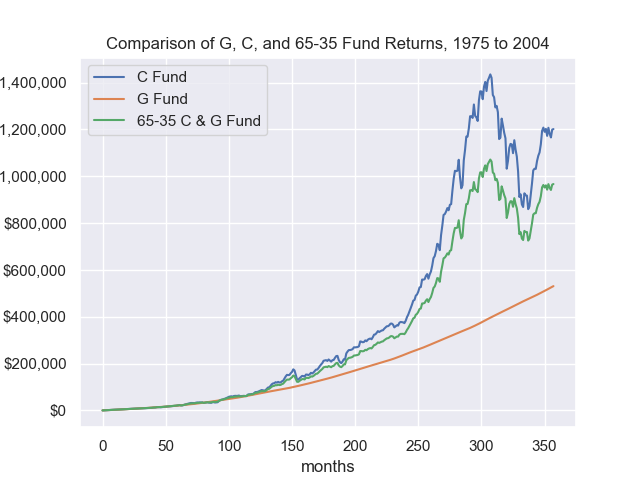 Comparison of G, C, and 65-35 Fund Returns, 1975 to 2004
C Fund
G Fund
65-35 C & G Fund
1,400,000
1,200,000
1,000,000
$800,000
$600,000
$400,000
$200,000
$0
0 50 100 150 200 250 300 350
months